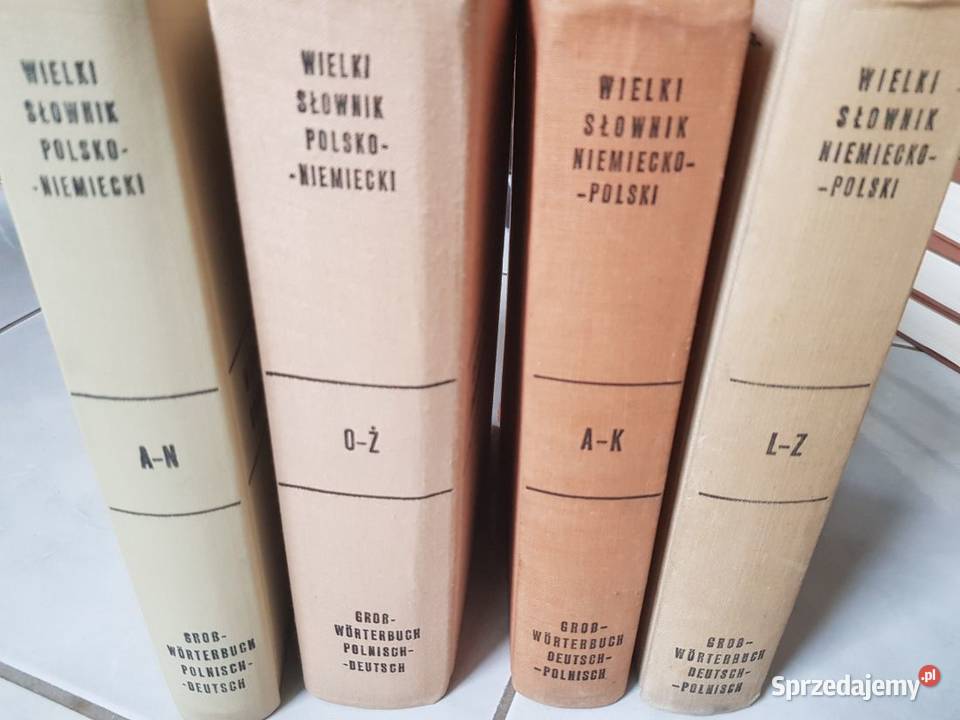 WIELKI
SŁOWNIK
POLSKO-
-NIEMIECKI
A-N
GROß-
WÖRTERBUCH
POLNISCH-
-DEUTSCH
WIELKI
SŁOWNIK
POLSKO-
-NIEMIECKI
O-Ż
GROß-
WÖRTERBUCH
POLNISCH-
-DEUTSCH
WIELKI
SŁOWNIK
NIEMIECKO-
-POLSKI
A-K
GROß-
WÖRTERBUCH
DEUTSCH-
-POLNISCH
WIELKI
SŁOWNIK
NIEMIECKO-
-POLSKI
L-Z
GROß-
WÖRTERBUCH
DEUTSCH-
-POLNISCH
Sprzedajemy.pl